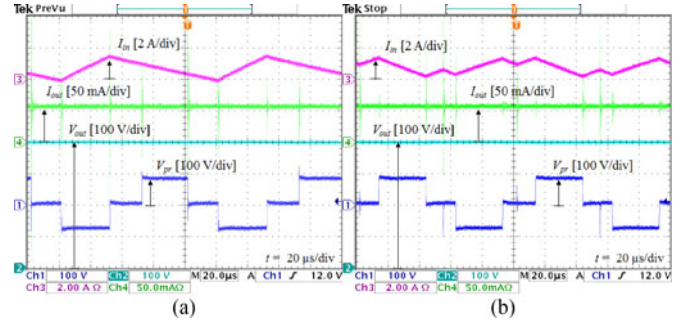 Tek PreVu
I_in [2 A/div]
I_out [50 mA/div]
V_out [100 V/div]
V_pr [100 V/div]
t = 20 μs/div
3
4
1
2
Ch1 100 V Ch2 100 V M 20.0μs A Ch1 ∫ 12.0 V
Ch3 2.00 A Ω Ch4 50.0mAΩ
(a)
Tek Stop
I_in [2 A/div]
I_out [50 mA/div]
V_out [100 V/div]
V_pr [100 V/div]
t = 20 μs/div
3
4
1
2
Ch1 100 V Ch2 100 V M 20.0μs A Ch1 ∫ 12.0 V
Ch3 2.00 A Ω Ch4 50.0mAΩ
(b)